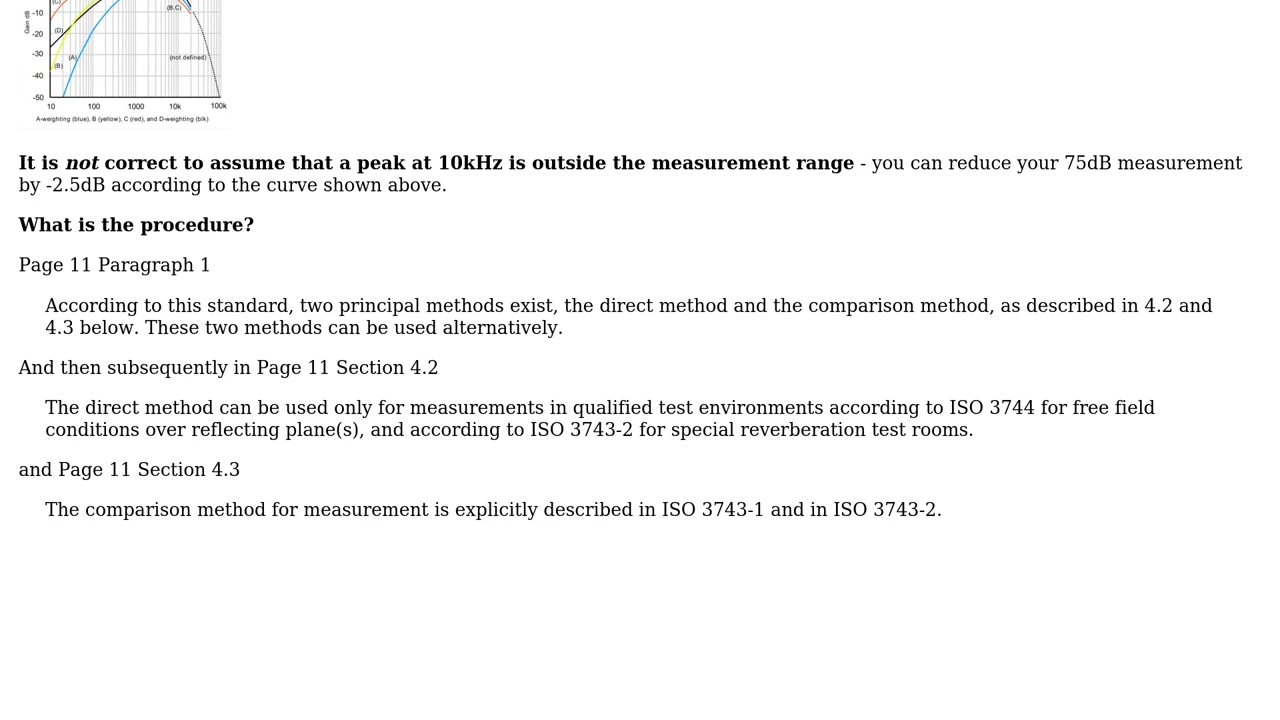 (C)
-10
(B,C)
Gain dB
-20
(D)
-30
(A)
(not defined)
(B)
-40
-50
10 100 1000 10k 100k
A-weighting (blue), B (yellow), C (red), and D-weighting (blk)
It is not correct to assume that a peak at 10kHz is outside the measurement range - you can reduce your 75dB measurement
by -2.5dB according to the curve shown above.
What is the procedure?
Page 11 Paragraph 1
According to this standard, two principal methods exist, the direct method and the comparison method, as described in 4.2 and
4.3 below. These two methods can be used alternatively.
And then subsequently in Page 11 Section 4.2
The direct method can be used only for measurements in qualified test environments according to ISO 3744 for free field
conditions over reflecting plane(s), and according to ISO 3743-2 for special reverberation test rooms.
and Page 11 Section 4.3
The comparison method for measurement is explicitly described in ISO 3743-1 and in ISO 3743-2.